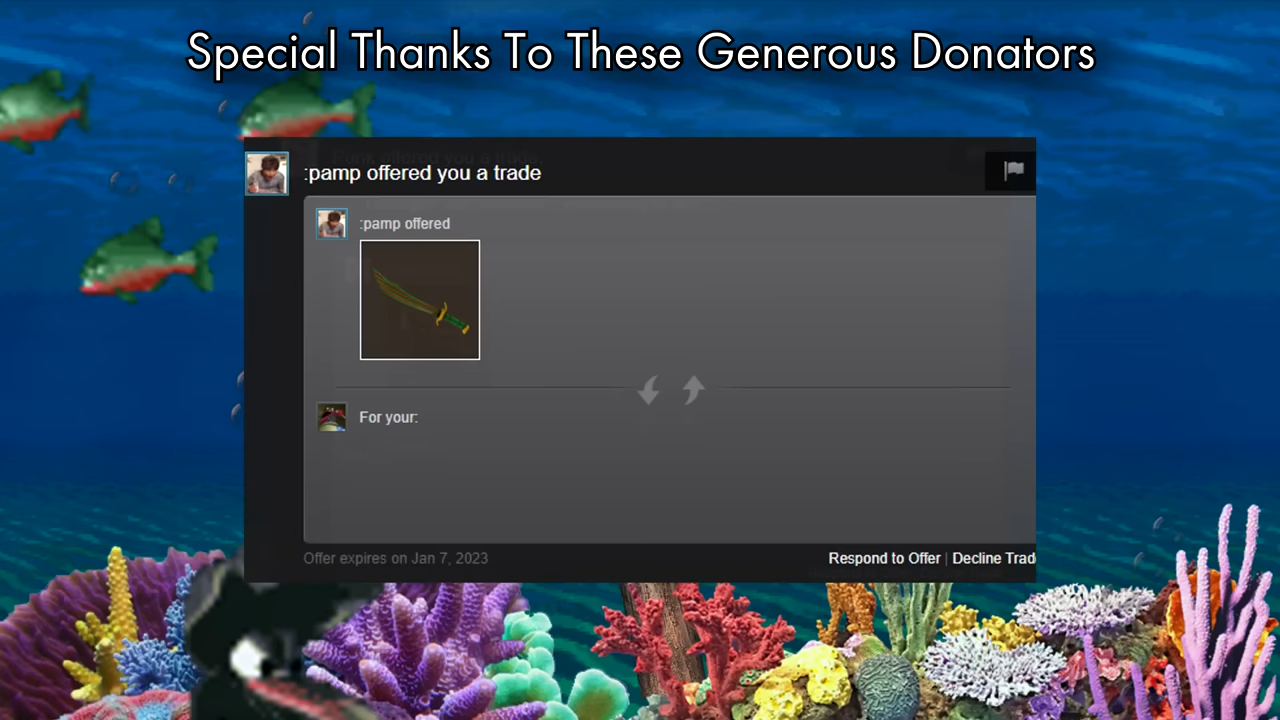 Special Thanks To These Generous Donators
:pamp offered you a trade
:pamp offered
For your:
Offer expires on Jan 7, 2023
Respond to Offer | Decline Trad